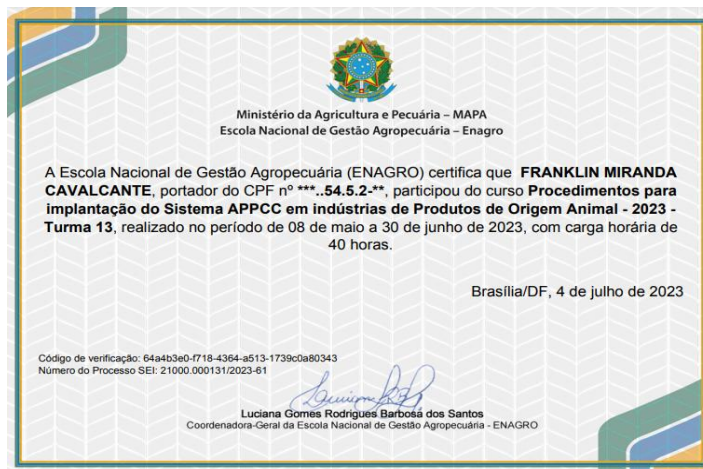 Ministério da Agricultura e Pecuária – MAPA
Escola Nacional de Gestão Agropecuária – Enagro
A Escola Nacional de Gestão Agropecuária (ENAGRO) certifica que FRANKLIN MIRANDA
CAVALCANTE, portador do CPF nº ***..54.5.2-**, participou do curso Procedimentos para
implantação do Sistema APPCC em indústrias de Produtos de Origem Animal - 2023 -
Turma 13, realizado no período de 08 de maio a 30 de junho de 2023, com carga horária de
40 horas.
Brasília/DF, 4 de julho de 2023
Código de verificação: 64a4b3e0-f718-4364-a513-1739c0a80343
Número do Processo SEI: 21000.000131/2023-61
Luciana Gomes Rodrigues Barbosa dos Santos
Coordenadora-Geral da Escola Nacional de Gestão Agropecuária - ENAGRO